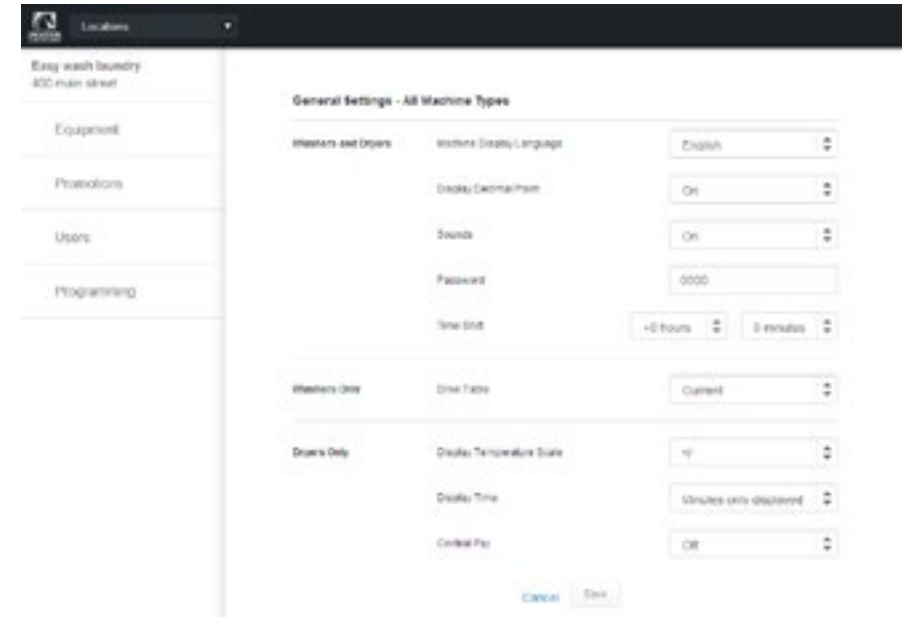 Locations
Easy wash laundry
400 main street
Equipment
Promotions
Users
Programming
General Settings - All Machine Types
Washers and Dryers
Machine Display Language
English
Display Decimal Point
On
Sounds
On
Password
0000
Time Shift
+0 hours
0 minutes
Washers Only
Drive Table
Current
Dryers Only
Display Temperature Scale
Display Time
Minutes only displayed
Central Pay
Off
Cancel
Save